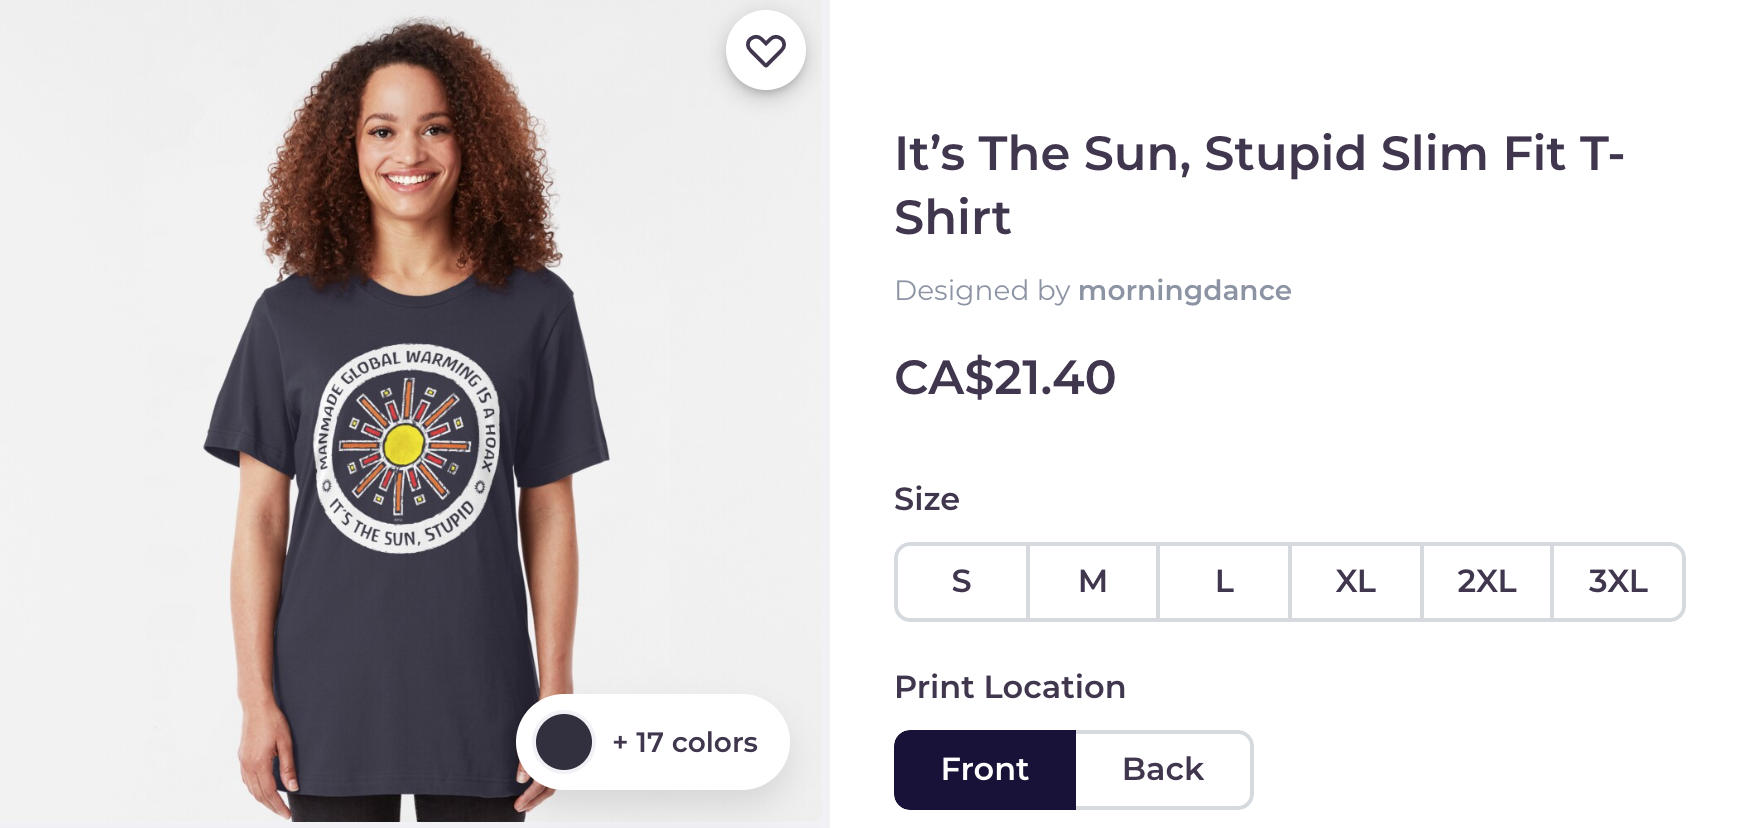 MANMADE GLOBAL WARMING IS A HOAX
IT'S THE SUN, STUPID
+ 17 colors
It’s The Sun, Stupid Slim Fit T-
Shirt
Designed by morningdance
CA$21.40
Size
S M L XL 2XL 3XL
Print Location
Front Back